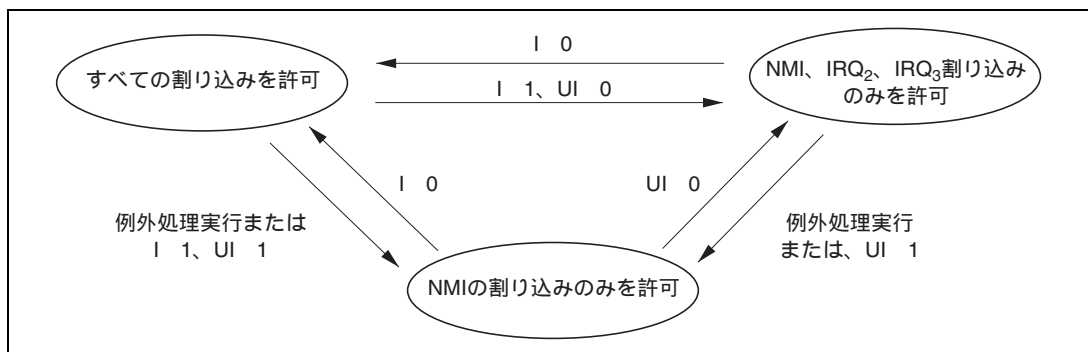 I 0
すべての割り込みを許可
NMI、IRQ2、IRQ3割り込み
のみを許可
I 1、UI 0
I 0
UI 0
例外処理実行または
I 1、UI 1
例外処理実行
または、UI 1
NMIの割り込みのみを許可